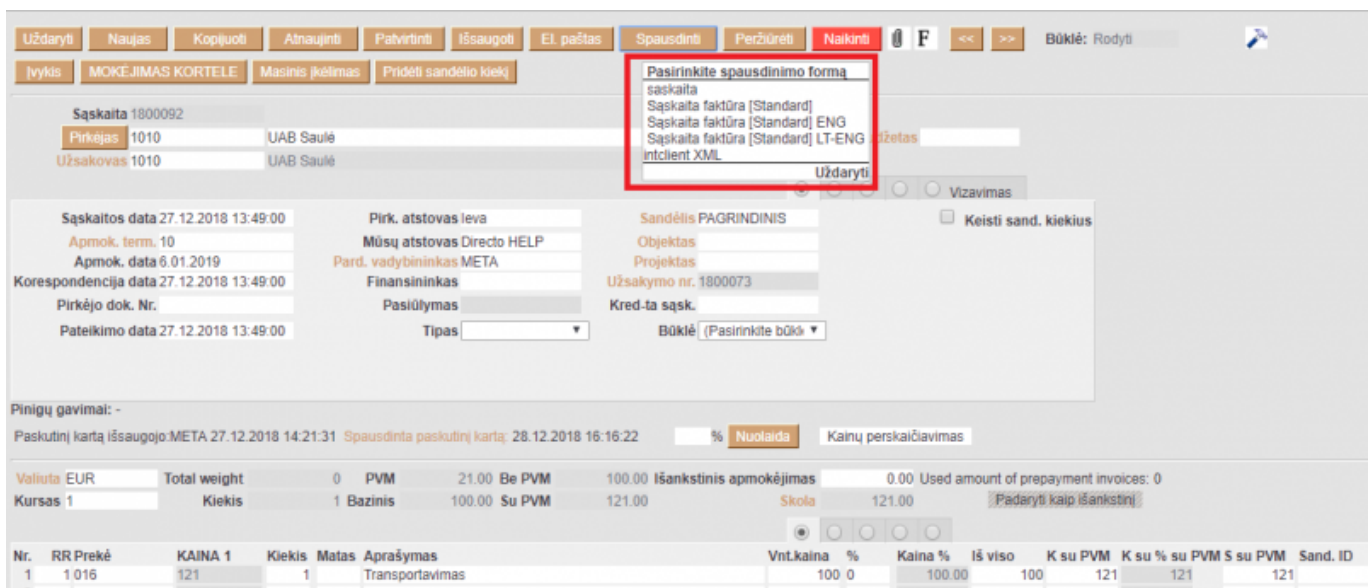 Uždaryti Naujas Kopijuoti Atnaujinti Patvirtinti Išsaugoti El. paštas Spausdinti Peržiūrėti Naikinti F << >> Būklė: Rodyti
Įvykis MOKĖJIMAS KORTELE Masinis įkėlimas Pridėti sandėlio kiekį
Pasirinkite spausdinimo formą
saskaita
Sąskaita faktūra [Standard]
Sąskaita faktūra [Standard] ENG
Sąskaita faktūra [Standard] LT-ENG
intclient XML
Uždaryti
Sąskaita 1800092
Pirkėjas 1010 UAB Saulė džetas
Užsakovas 1010 UAB Saulė
Vizavimas
Sąskaitos data 27.12.2018 13:49:00 Pirk. atstovas Ieva Sandėlis PAGRINDINIS Keisti sand. kiekius
Apmok. term. 10 Mūsų atstovas Directo HELP Objektas
Apmok. data 6.01.2019 Pard. vadybininkas META Projektas
Korespondencija data 27.12.2018 13:49:00 Finansininkas Užsakymo nr. 1800073
Pirkėjo dok. Nr. Pasiūlymas Kred-ta sąsk.
Pateikimo data 27.12.2018 13:49:00 Tipas Būklė (Pasirinkite būkl
Pinigų gavimai: -
Paskutinį kartą išsaugojo:META 27.12.2018 14:21:31 Spausdinta paskutinį kartą: 28.12.2018 16:16:22 % Nuolaida Kainų perskaičiavimas
Valiuta EUR Total weight 0 PVM 21.00 Be PVM 100.00 Išankstinis apmokėjimas 0.00 Used amount of prepayment invoices: 0
Kursas 1 Kiekis 1 Bazinis 100.00 Su PVM 121.00 Skola 121.00 Padaryti kaip išankstinį
Nr. RR Prekė KAINA 1 Kiekis Matas Aprašymas Vnt.kaina % Kaina % Iš viso K su PVM K su % su PVM S su PVM Sand. ID
1 1 016 121 1 Transportavimas 100 0 100.00 100 121 121 121